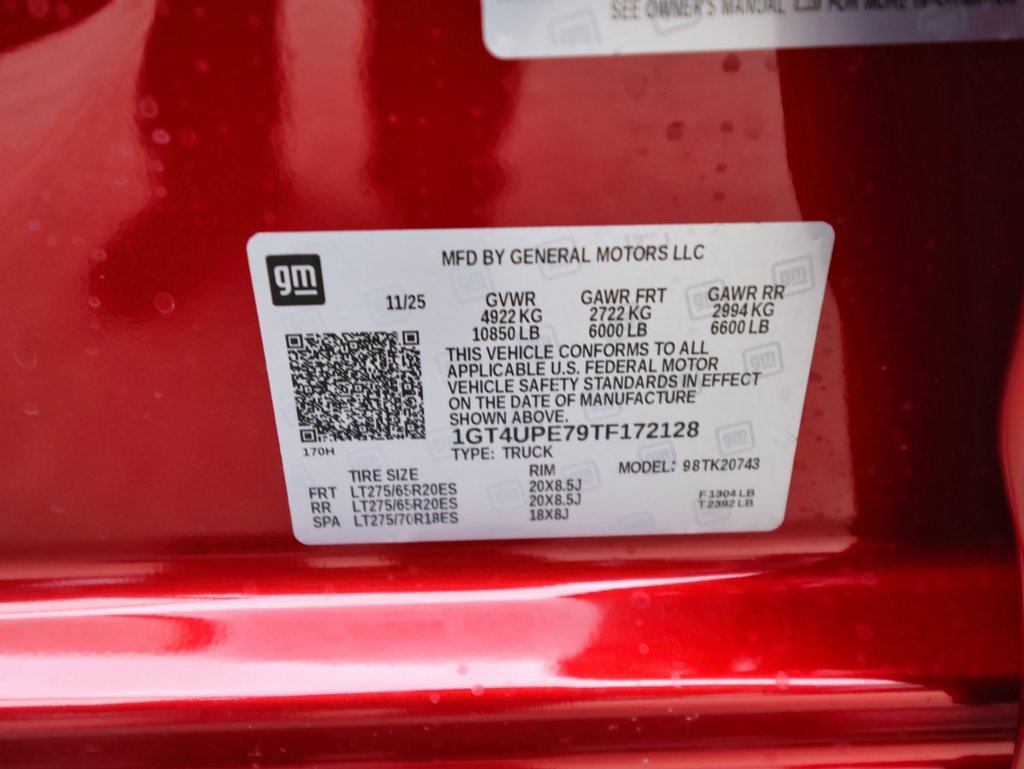 SEE OWNER'S MANUAL FOR MORE INFORMATION
gm
MFD BY GENERAL MOTORS LLC
11/25 GVWR GAWR FRT GAWR RR
4922 KG 2722 KG 2994 KG
10850 LB 6000 LB 6600 LB
THIS VEHICLE CONFORMS TO ALL
APPLICABLE U.S. FEDERAL MOTOR
VEHICLE SAFETY STANDARDS IN EFFECT
ON THE DATE OF MANUFACTURE
SHOWN ABOVE.
170H
1GT4UPE79TF172128
TYPE: TRUCK
MODEL: 98TK20743
TIRE SIZE RIM
FRT LT275/65R20ES 20X8.5J
RR LT275/65R20ES 20X8.5J
SPA LT275/70R18ES 18X8J
F 1304 LB
T 2392 LB